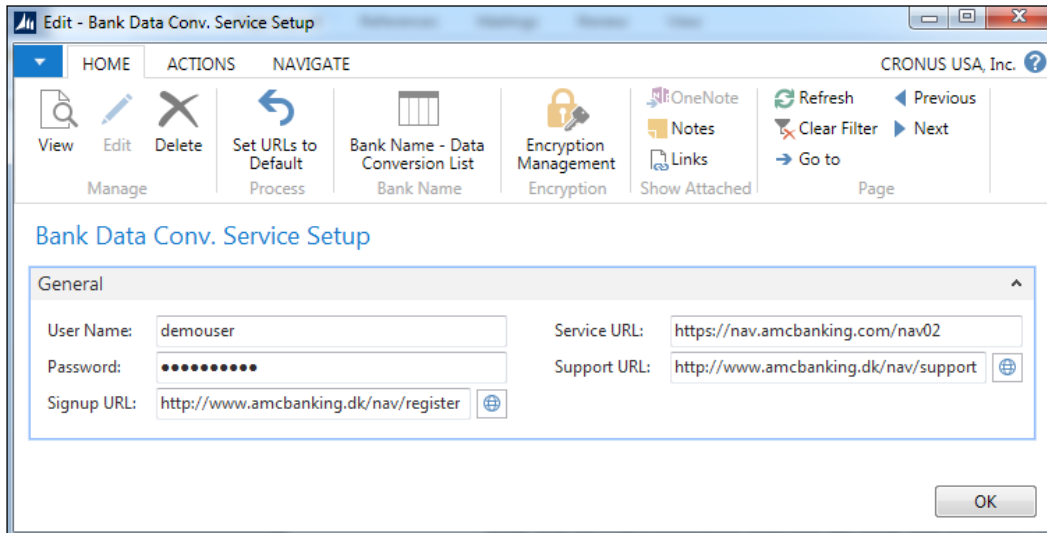 Edit - Bank Data Conv. Service Setup
HOME ACTIONS NAVIGATE CRONUS USA, Inc.
View
Edit
Delete
Manage
Set URLs to
Default
Process
Bank Name - Data
Conversion List
Bank Name
Encryption
Management
Encryption
OneNote
Notes
Links
Show Attached
Refresh
Clear Filter
Go to
Previous
Next
Page
Bank Data Conv. Service Setup
General
User Name: demouser
Password: ••••••••••
Signup URL: http://www.amcbanking.dk/nav/register
Service URL: https://nav.amcbanking.com/nav02
Support URL: http://www.amcbanking.dk/nav/support
OK